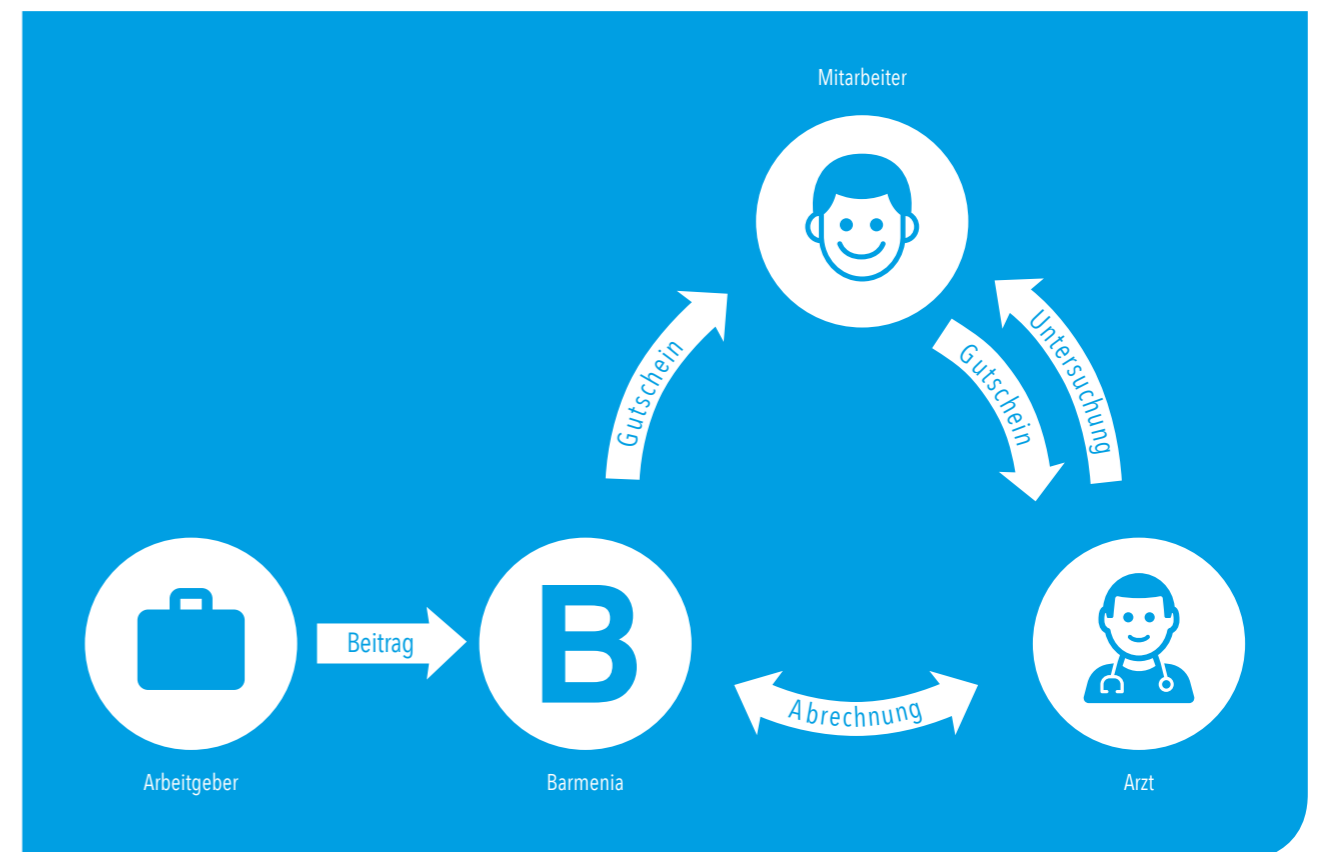 Mitarbeiter
Gutschein
Gutschein
Untersuchung
Beitrag
B
Abrechnung
Arbeitgeber
Barmenia
Arzt